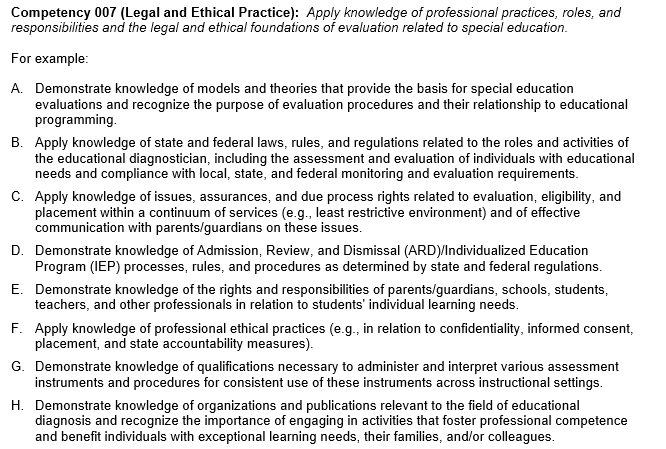 Competency 007 (Legal and Ethical Practice): Apply knowledge of professional practices, roles, and
responsibilities and the legal and ethical foundations of evaluation related to special education.
For example:
A. Demonstrate knowledge of models and theories that provide the basis for special education
evaluations and recognize the purpose of evaluation procedures and their relationship to educational
programming.
B. Apply knowledge of state and federal laws, rules, and regulations related to the roles and activities of
the educational diagnostician, including the assessment and evaluation of individuals with educational
needs and compliance with local, state, and federal monitoring and evaluation requirements.
C. Apply knowledge of issues, assurances, and due process rights related to evaluation, eligibility, and
placement within a continuum of services (e.g., least restrictive environment) and of effective
communication with parents/guardians on these issues.
D. Demonstrate knowledge of Admission, Review, and Dismissal (ARD)/Individualized Education
Program (IEP) processes, rules, and procedures as determined by state and federal regulations.
E. Demonstrate knowledge of the rights and responsibilities of parents/guardians, schools, students,
teachers, and other professionals in relation to students' individual learning needs.
F. Apply knowledge of professional ethical practices (e.g., in relation to confidentiality, informed consent,
placement, and state accountability measures).
G. Demonstrate knowledge of qualifications necessary to administer and interpret various assessment
instruments and procedures for consistent use of these instruments across instructional settings.
H. Demonstrate knowledge of organizations and publications relevant to the field of educational
diagnosis and recognize the importance of engaging in activities that foster professional competence
and benefit individuals with exceptional learning needs, their families, and/or colleagues.